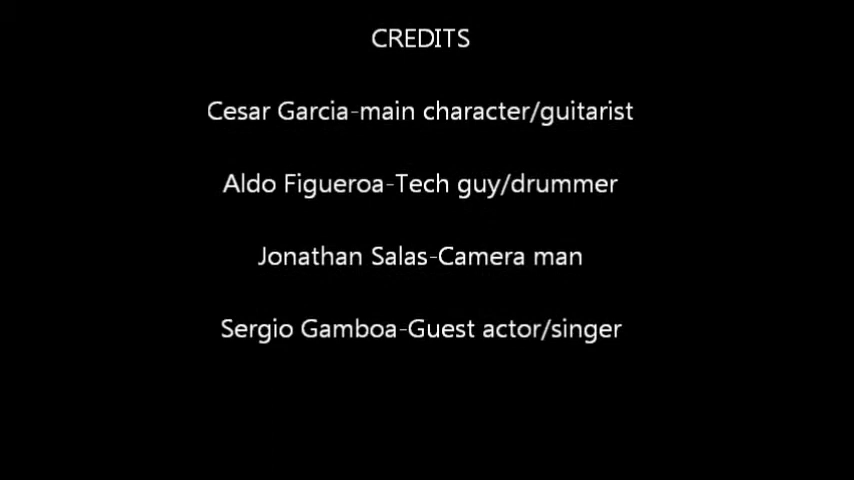 CREDITS
Cesar Garcia-main character/guitarist
Aldo Figueroa-Tech guy/drummer
Jonathan Salas-Camera man
Sergio Gamboa-Guest actor/singer